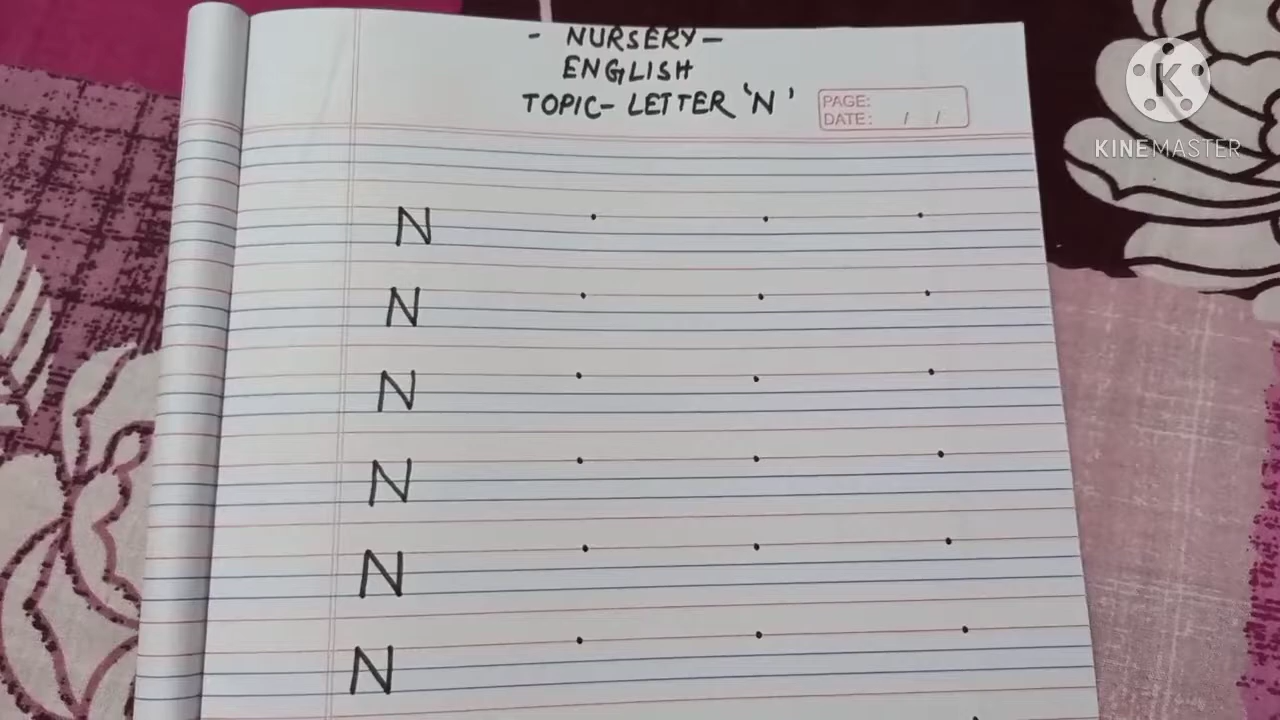 - NURSERY -
ENGLISH
TOPIC- LETTER 'N'
PAGE:
DATE: / /
KINEMASTER
N
N
N
N
N
N